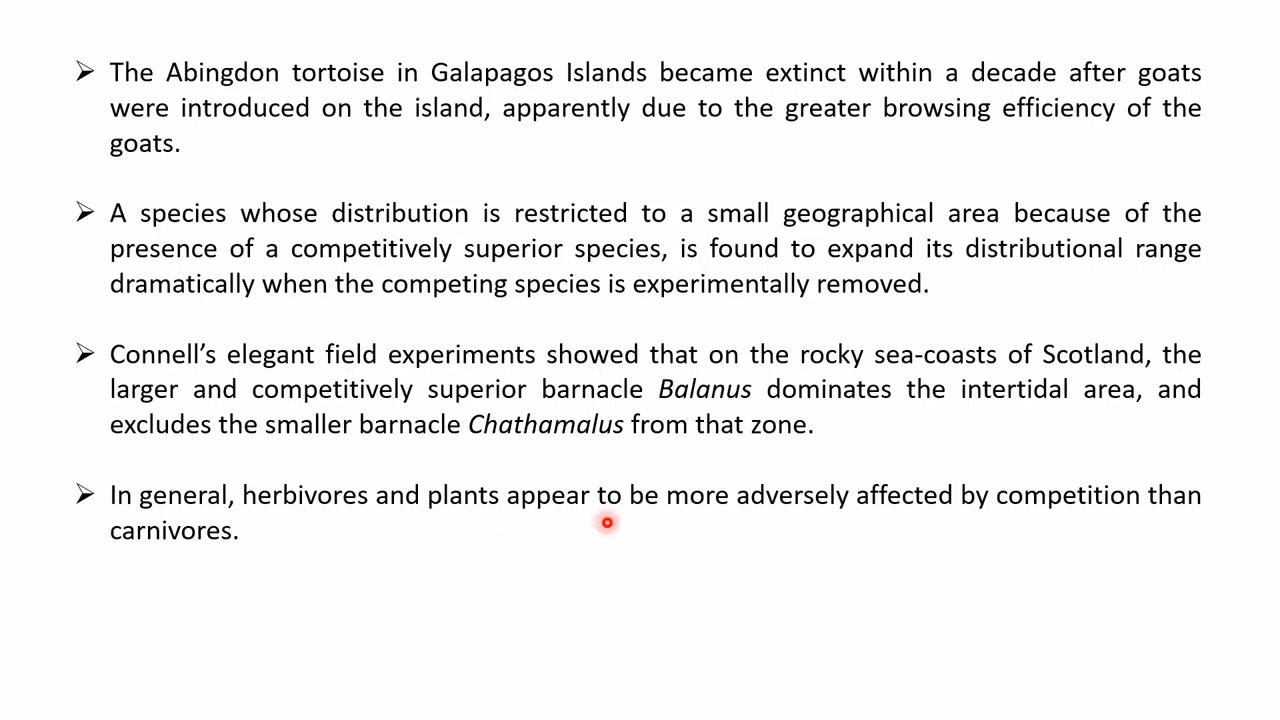 ➢ The Abingdon tortoise in Galapagos Islands became extinct within a decade after goats
were introduced on the island, apparently due to the greater browsing efficiency of the
goats.
➢ A species whose distribution is restricted to a small geographical area because of the
presence of a competitively superior species, is found to expand its distributional range
dramatically when the competing species is experimentally removed.
➢ Connell’s elegant field experiments showed that on the rocky sea-coasts of Scotland, the
larger and competitively superior barnacle Balanus dominates the intertidal area, and
excludes the smaller barnacle Chathamalus from that zone.
➢ In general, herbivores and plants appear to be more adversely affected by competition than
carnivores.